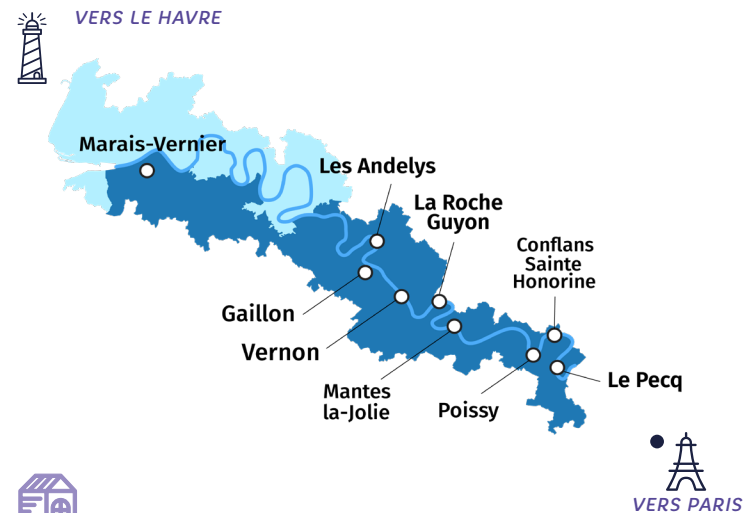 VERS LE HAVRE
Marais-Vernier
Les Andelys
La Roche
Guyon
Conflans
Sainte
Honorine
Gaillon
Vernon
Mantes
la-Jolie
Poissy
Le Pecq
VERS PARIS